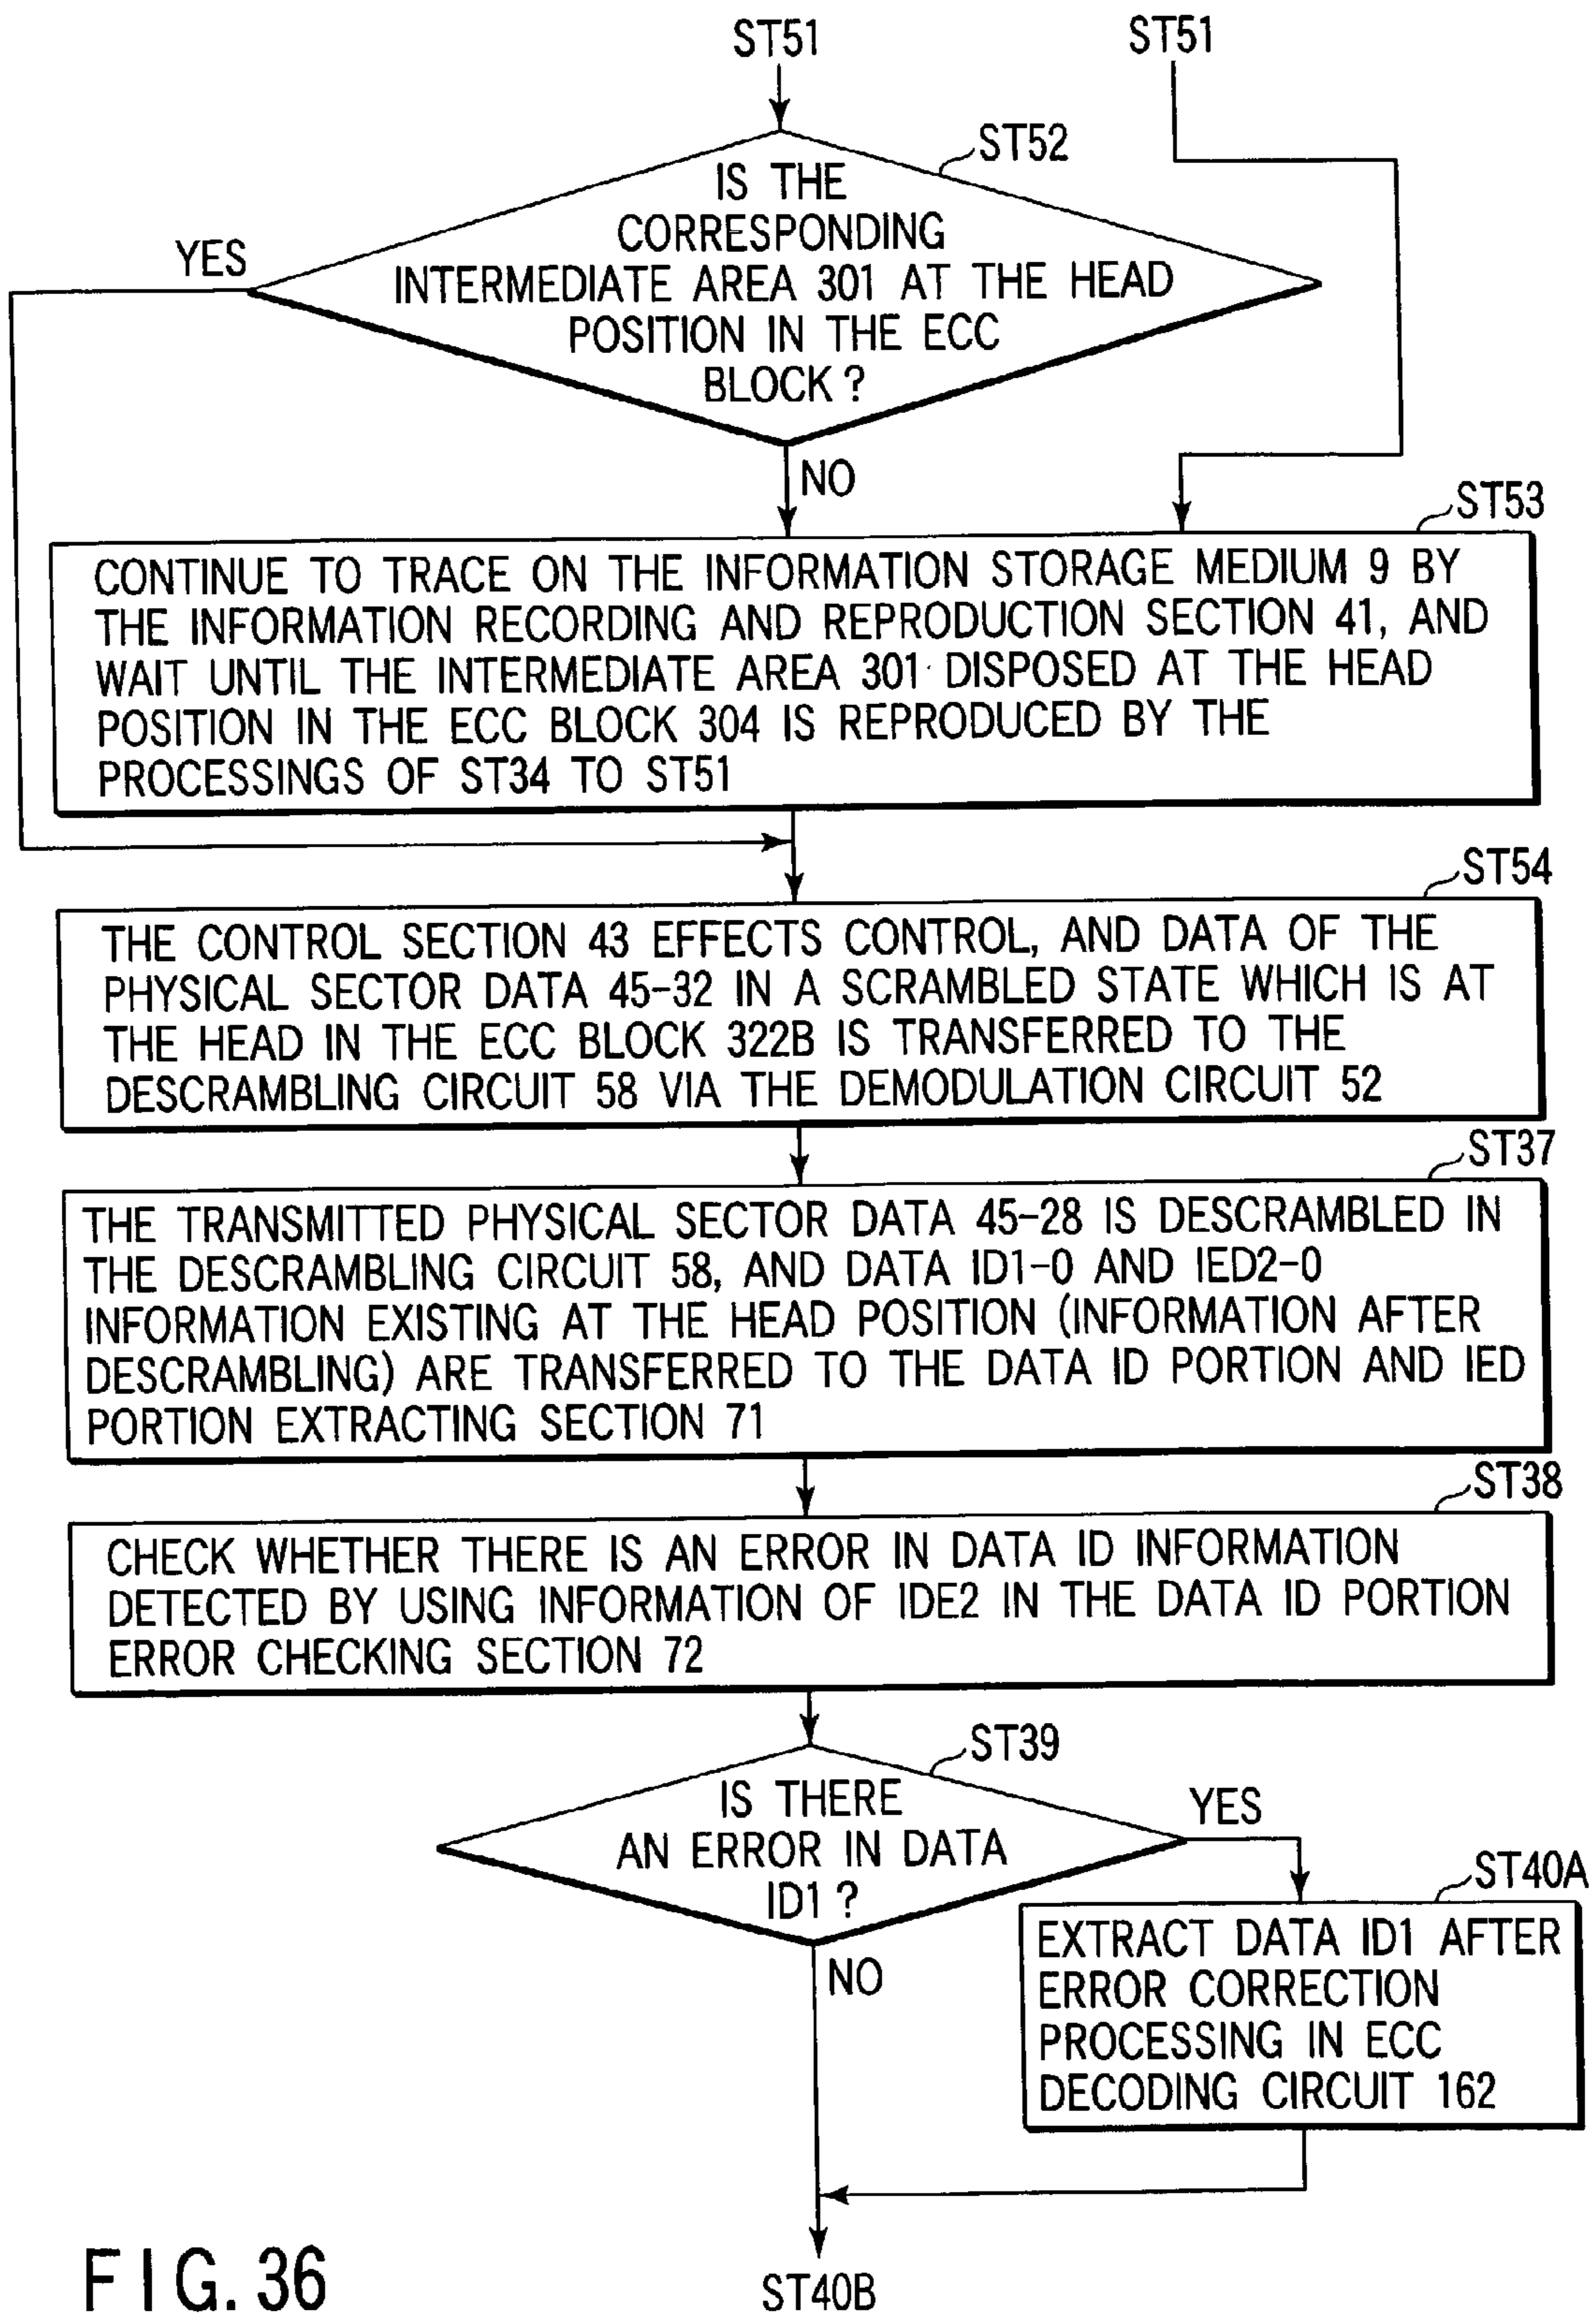 ST51
ST51
ST52
IS THE
CORRESPONDING
INTERMEDIATE AREA 301 AT THE HEAD
POSITION IN THE ECC
BLOCK?
YES
NO
ST53
CONTINUE TO TRACE ON THE INFORMATION STORAGE MEDIUM 9 BY
THE INFORMATION RECORDING AND REPRODUCTION SECTION 41, AND
WAIT UNTIL THE INTERMEDIATE AREA 301 DISPOSED AT THE HEAD
POSITION IN THE ECC BLOCK 304 IS REPRODUCED BY THE
PROCESSINGS OF ST34 TO ST51
ST54
THE CONTROL SECTION 43 EFFECTS CONTROL, AND DATA OF THE
PHYSICAL SECTOR DATA 45-32 IN A SCRAMBLED STATE WHICH IS AT
THE HEAD IN THE ECC BLOCK 322B IS TRANSFERRED TO THE
DESCRAMBLING CIRCUIT 58 VIA THE DEMODULATION CIRCUIT 52
ST37
THE TRANSMITTED PHYSICAL SECTOR DATA 45-28 IS DESCRAMBLED IN
THE DESCRAMBLING CIRCUIT 58, AND DATA ID1-0 AND IED2-0
INFORMATION EXISTING AT THE HEAD POSITION (INFORMATION AFTER
DESCRAMBLING) ARE TRANSFERRED TO THE DATA ID PORTION AND IED
PORTION EXTRACTING SECTION 71
ST38
CHECK WHETHER THERE IS AN ERROR IN DATA ID INFORMATION
DETECTED BY USING INFORMATION OF IDE2 IN THE DATA ID PORTION
ERROR CHECKING SECTION 72
ST39
IS THERE
AN ERROR IN DATA
ID1?
YES
NO
ST40A
EXTRACT DATA ID1 AFTER
ERROR CORRECTION
PROCESSING IN ECC
DECODING CIRCUIT 162
ST40B
FIG. 36